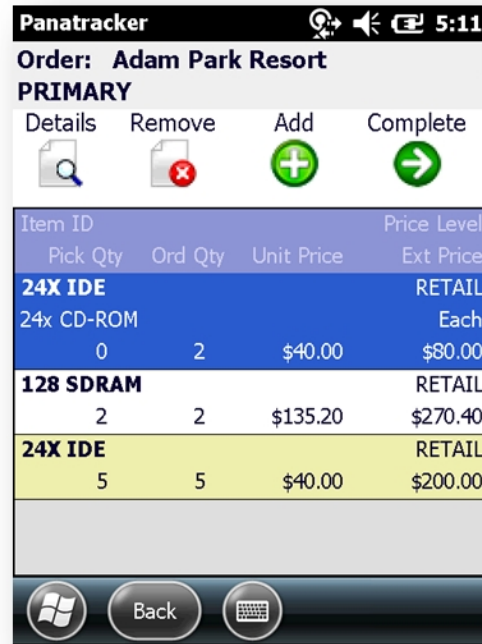 Panatracker 5:11
Order: Adam Park Resort
PRIMARY
Details Remove Add Complete
Item ID Price Level
Pick Qty Ord Qty Unit Price Ext Price
24X IDE RETAIL
24x CD-ROM Each
0 2 $40.00 $80.00
128 SDRAM RETAIL
2 2 $135.20 $270.40
24X IDE RETAIL
5 5 $40.00 $200.00
Back